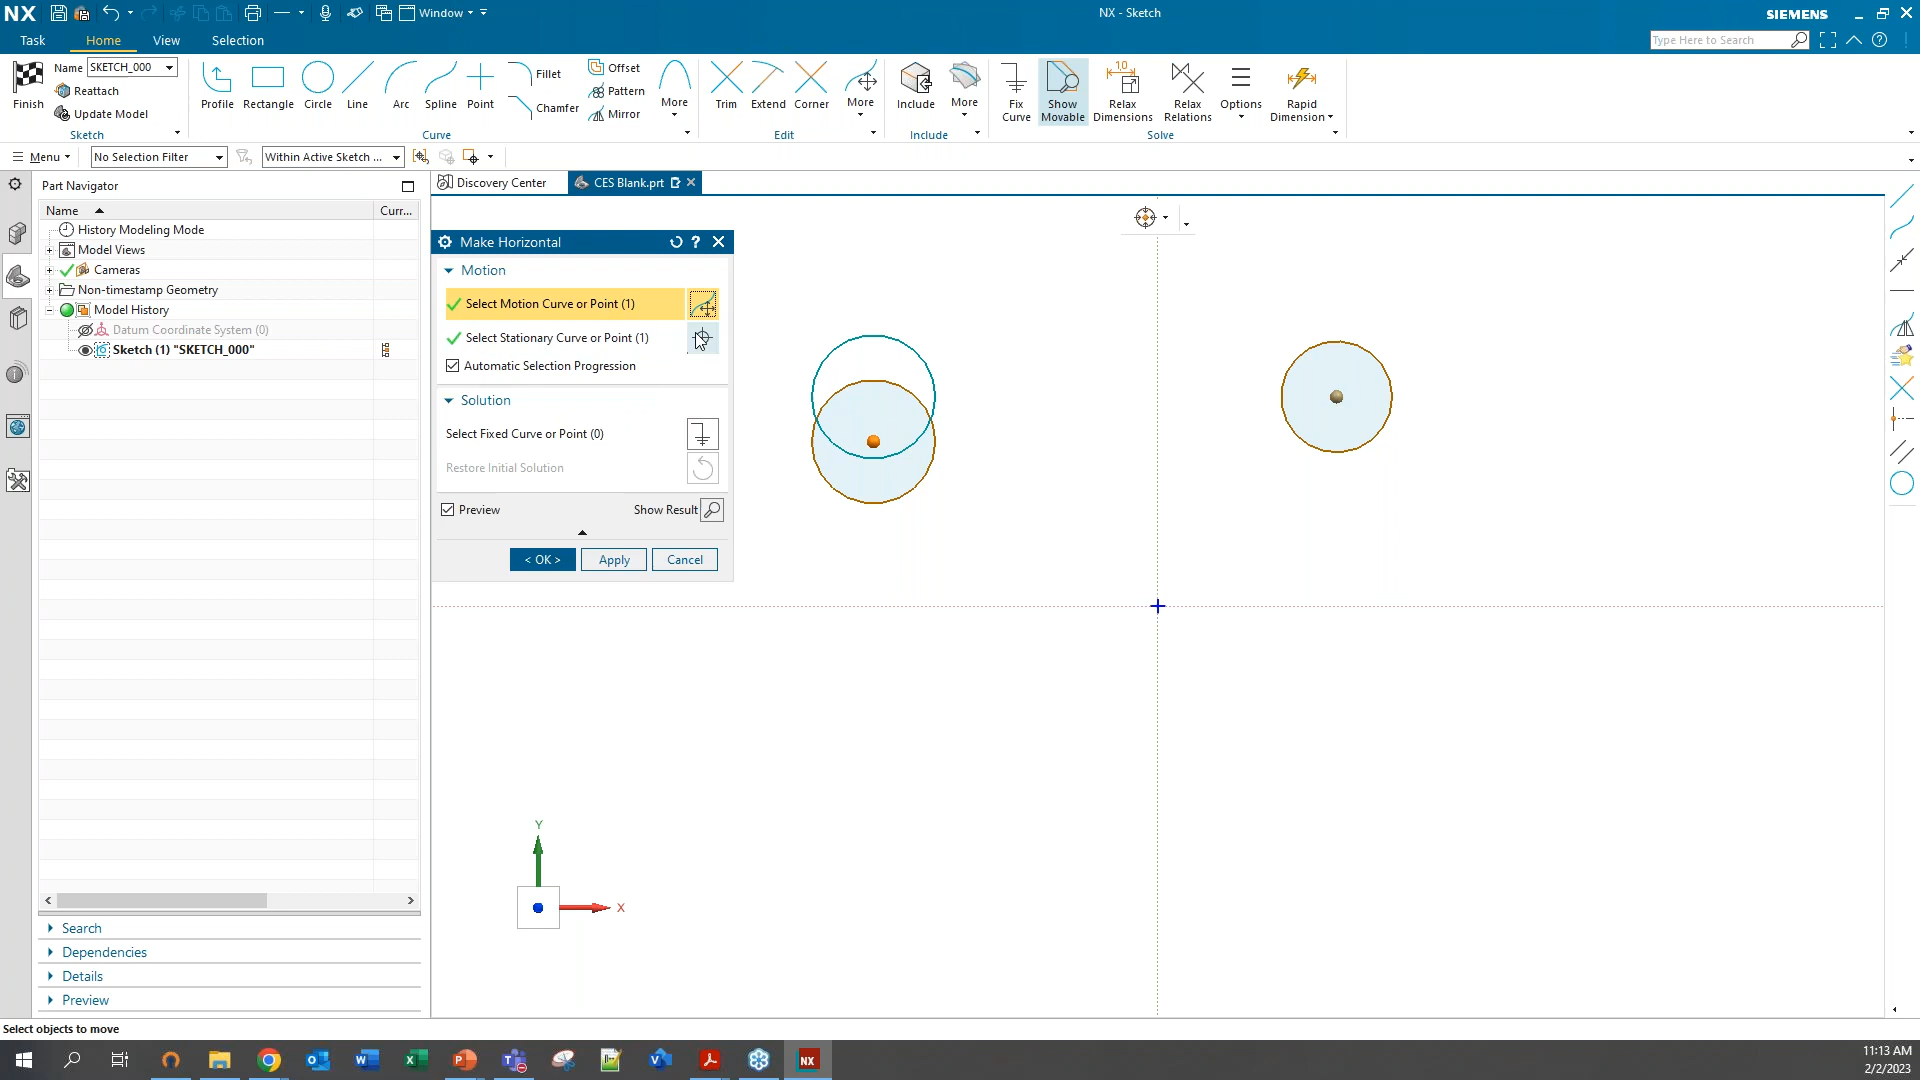 NX
Window
NX - Sketch
SIEMENS
Task
Home
View
Selection
Type Here to Search
Name
SKETCH_000
Finish
Reattach
Update Model
Sketch
Profile
Rectangle
Circle
Line
Arc
Spline
Point
Fillet
Chamfer
Offset
Pattern
Mirror
More
Curve
Trim
Extend
Corner
More
Edit
Include
More
Include
Fix
Curve
Show
Movable
Relax
Dimensions
1,0
Relax
Relations
Options
Rapid
Dimension
Solve
Menu
No Selection Filter
Within Active Sketch ...
Part Navigator
Discovery Center
CES Blank.prt
Name
Curr...
History Modeling Mode
Model Views
Cameras
Non-timestamp Geometry
Model History
Datum Coordinate System (0)
Sketch (1) "SKETCH_000"
Make Horizontal
Motion
Select Motion Curve or Point (1)
Select Stationary Curve or Point (1)
Automatic Selection Progression
Solution
Select Fixed Curve or Point (0)
Restore Initial Solution
Preview
Show Result
< OK >
Apply
Cancel
Y
X
Search
Dependencies
Details
Preview
Select objects to move
NX
11:13 AM
2/2/2023